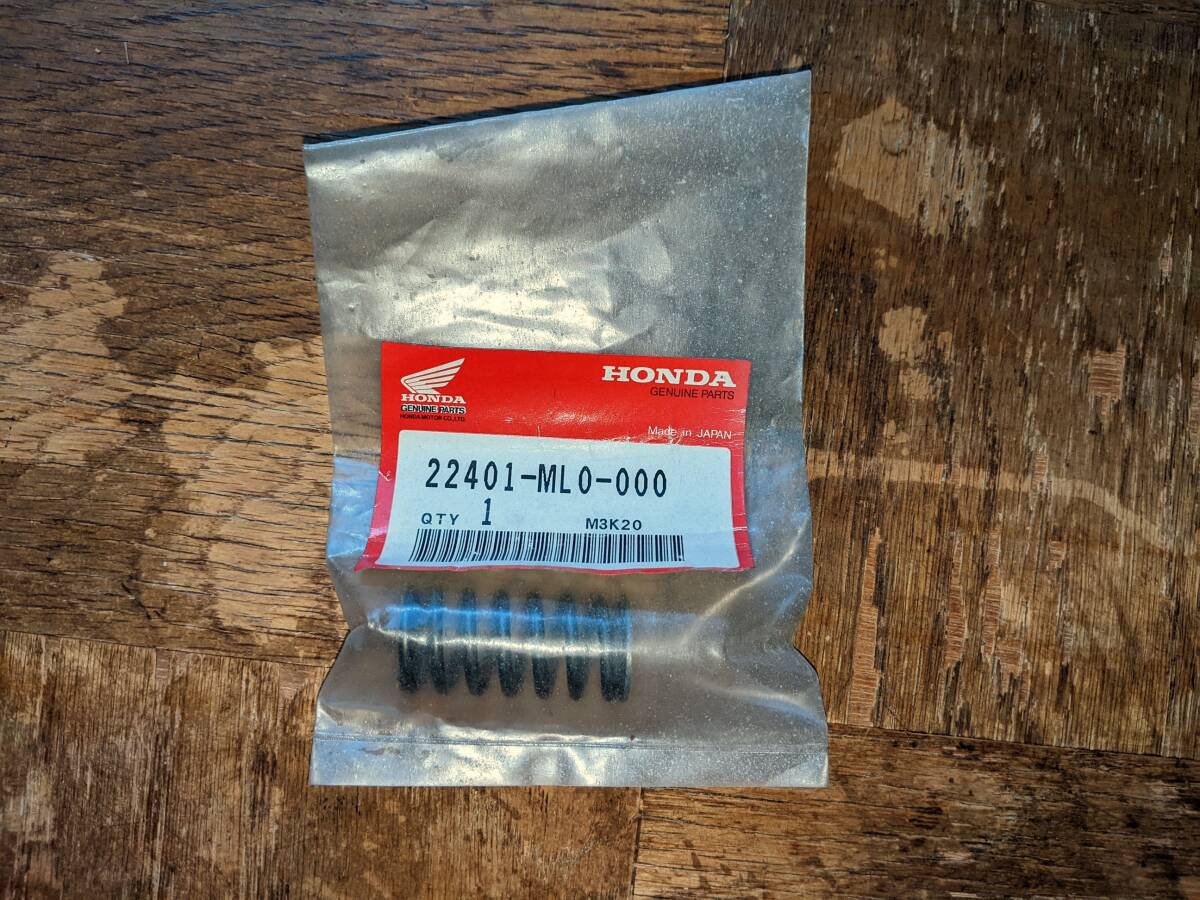 HONDA
GENUINE PARTS
HONDA MOTOR CO.,LTD.
HONDA
GENUINE PARTS
Made in JAPAN
22401-ML0-000
QTY 1 M3K20